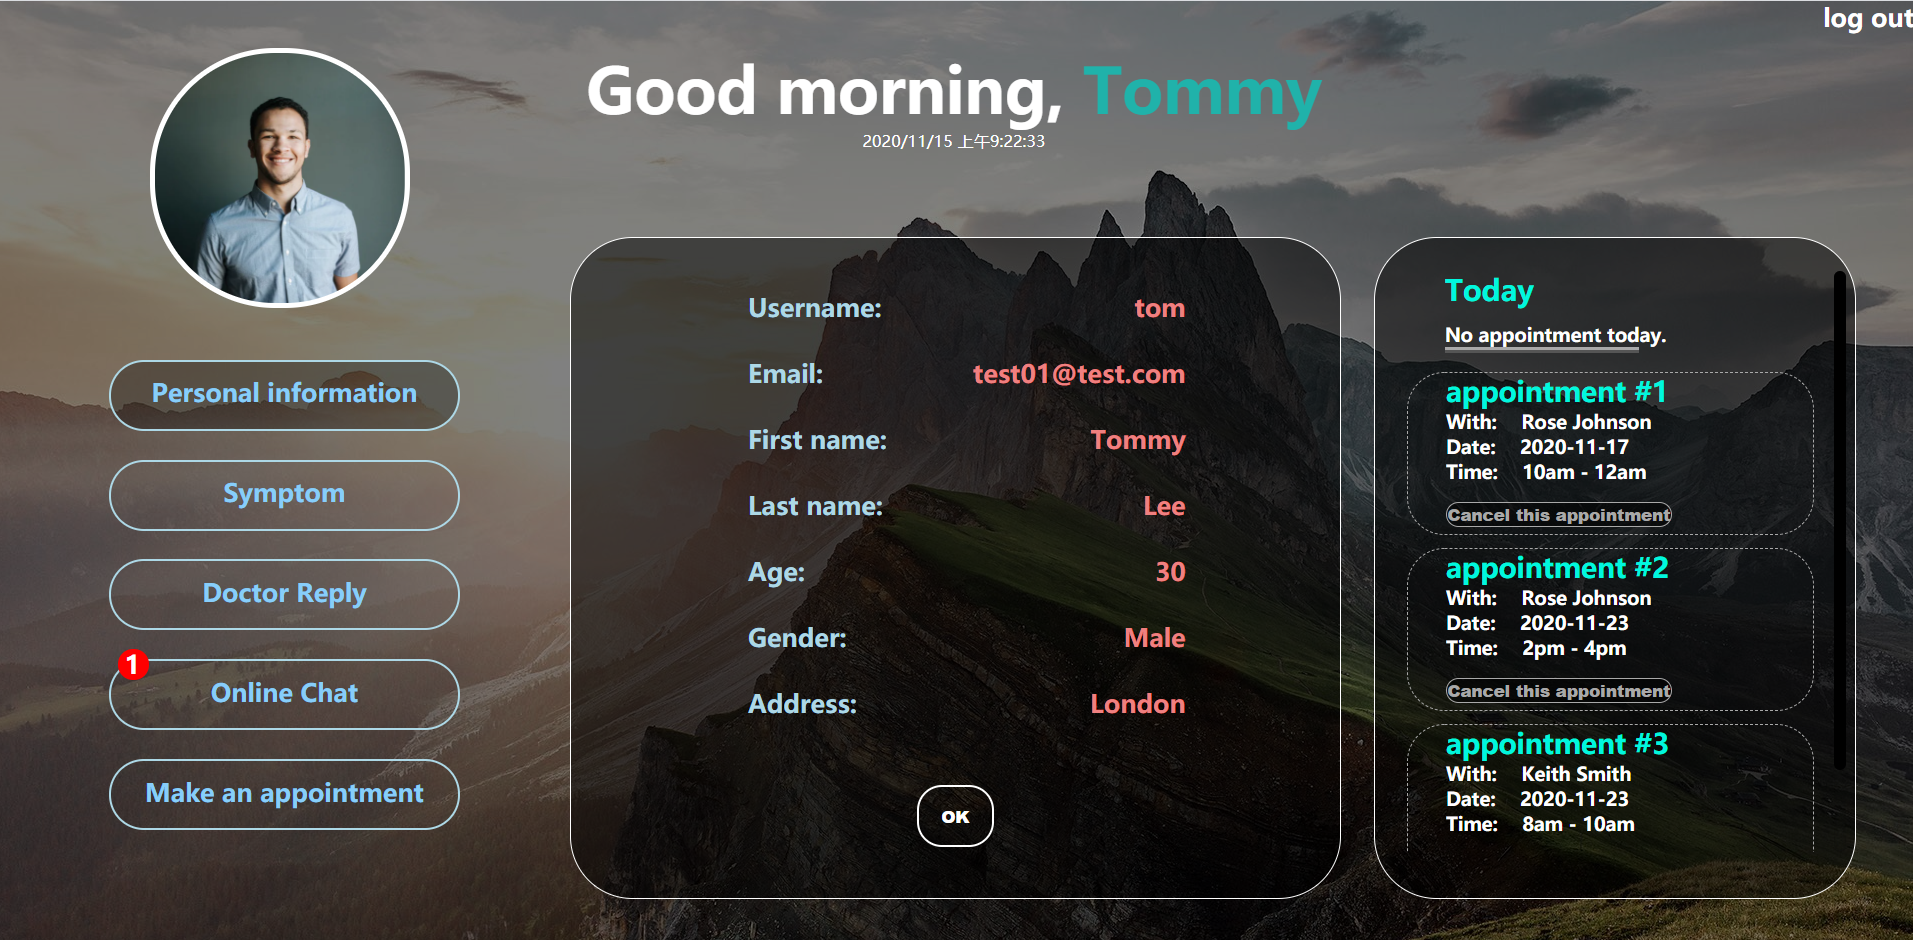 log out
Good morning, Tommy
2020/11/15 上午9:22:33
Personal information
Symptom
Doctor Reply
1
Online Chat
Make an appointment
Username: tom
Email: test01@test.com
First name: Tommy
Last name: Lee
Age: 30
Gender: Male
Address: London
OK
Today
No appointment today.
appointment #1
With: Rose Johnson
Date: 2020-11-17
Time: 10am - 12am
Cancel this appointment
appointment #2
With: Rose Johnson
Date: 2020-11-23
Time: 2pm - 4pm
Cancel this appointment
appointment #3
With: Keith Smith
Date: 2020-11-23
Time: 8am - 10am